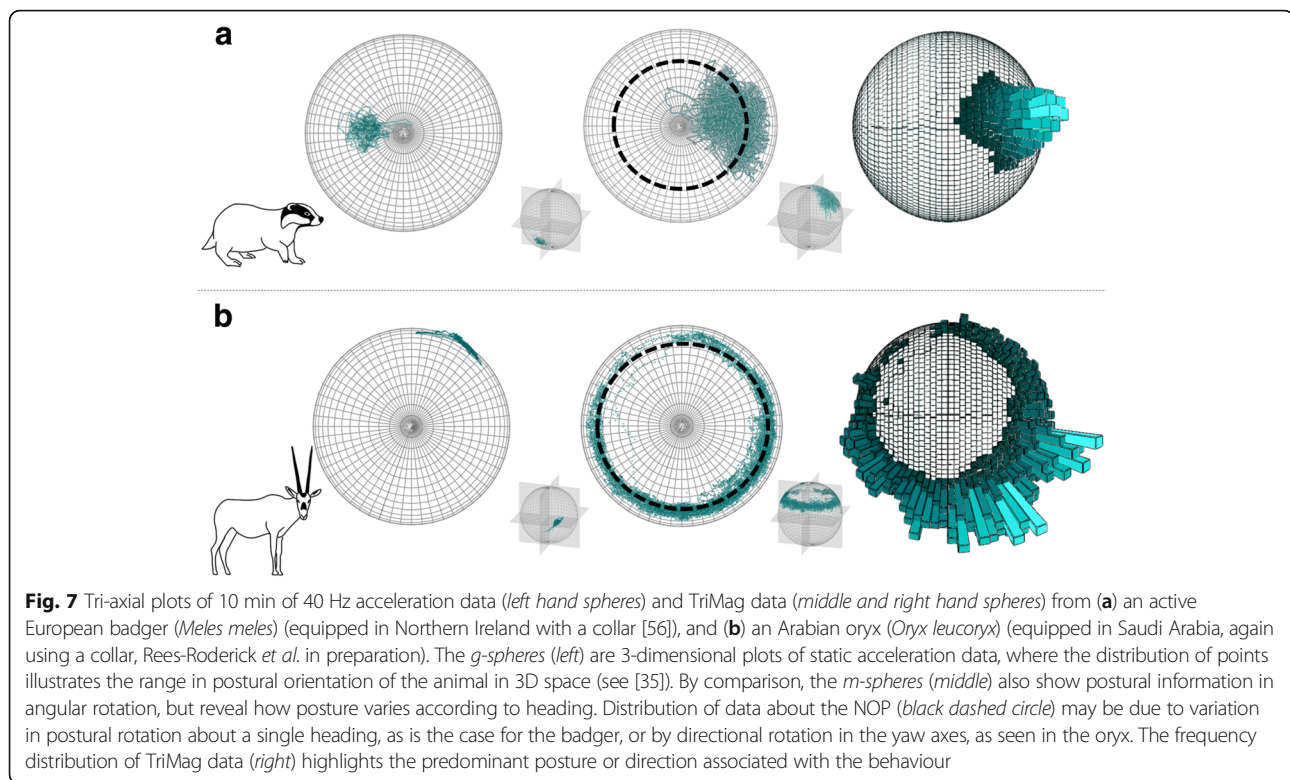 a
b
Fig. 7 Tri-axial plots of 10 min of 40 Hz acceleration data (left hand spheres) and TriMag data (middle and right hand spheres) from (a) an active
European badger (Meles meles) (equipped in Northern Ireland with a collar [56]), and (b) an Arabian oryx (Oryx leucoryx) (equipped in Saudi Arabia, again
using a collar, Rees-Roderick et al. in preparation). The g-spheres (left) are 3-dimensional plots of static acceleration data, where the distribution of points
illustrates the range in postural orientation of the animal in 3D space (see [35]). By comparison, the m-spheres (middle) also show postural information in
angular rotation, but reveal how posture varies according to heading. Distribution of data about the NOP (black dashed circle) may be due to variation
in postural rotation about a single heading, as is the case for the badger, or by directional rotation in the yaw axes, as seen in the oryx. The frequency
distribution of TriMag data (right) highlights the predominant posture or direction associated with the behaviour